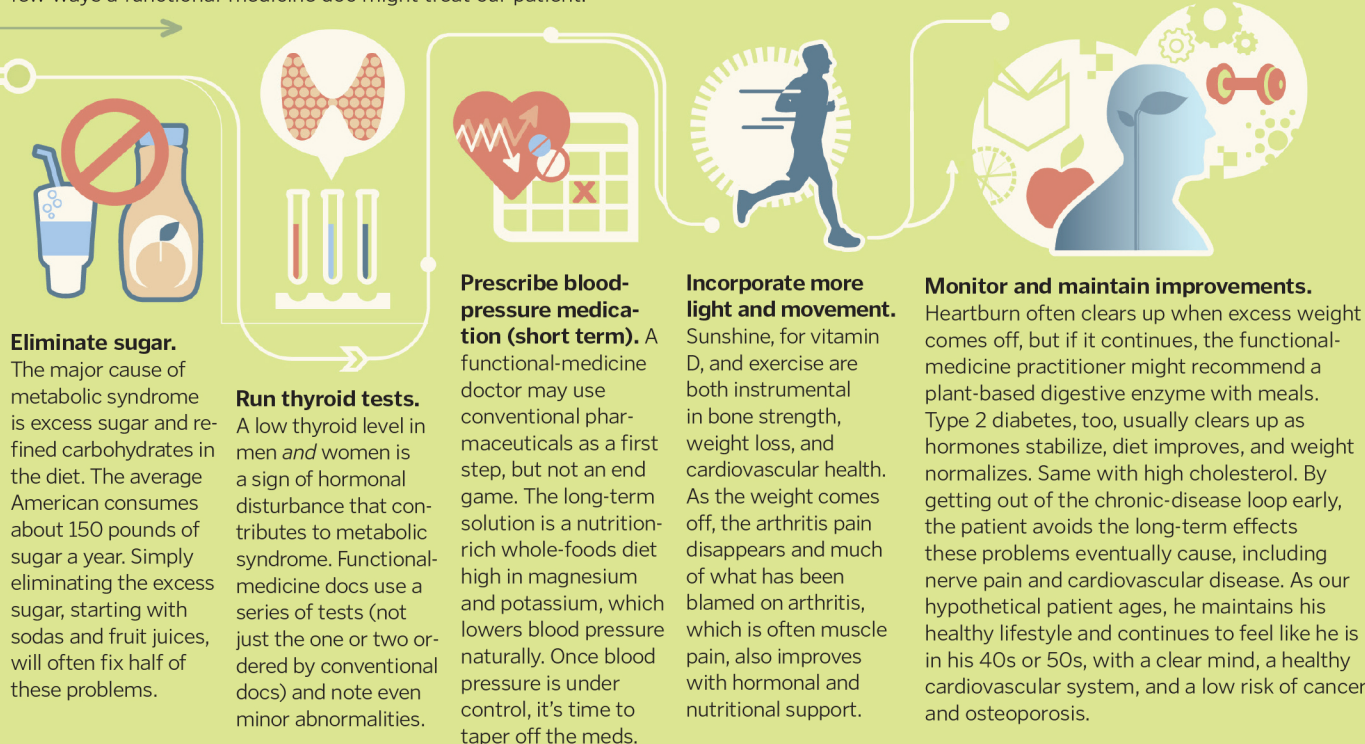 few ways a functional medicine doc might treat our patient.
Eliminate sugar.
The major cause of
metabolic syndrome
is excess sugar and re-
fined carbohydrates in
the diet. The average
American consumes
about 150 pounds of
sugar a year. Simply
eliminating the excess
sugar, starting with
sodas and fruit juices,
will often fix half of
these problems.
Run thyroid tests.
A low thyroid level in
men and women is
a sign of hormonal
disturbance that con-
tributes to metabolic
syndrome. Functional-
medicine docs use a
series of tests (not
just the one or two or-
dered by conventional
docs) and note even
minor abnormalities.
x
Prescribe blood-
pressure medica-
tion (short term). A
functional-medicine
doctor may use
conventional phar-
maceuticals as a first
step, but not an end
game. The long-term
solution is a nutrition-
rich whole-foods diet
high in magnesium
and potassium, which
lowers blood pressure
naturally. Once blood
pressure is under
control, it's time to
taper off the meds.
Incorporate more
light and movement.
Sunshine, for vitamin
D, and exercise are
both instrumental
in bone strength,
weight loss, and
cardiovascular health.
As the weight comes
off, the arthritis pain
disappears and much
of what has been
blamed on arthritis,
which is often muscle
pain, also improves
with hormonal and
nutritional support.
Monitor and maintain improvements.
Heartburn often clears up when excess weight
comes off, but if it continues, the functional-
medicine practitioner might recommend a
plant-based digestive enzyme with meals.
Type 2 diabetes, too, usually clears up as
hormones stabilize, diet improves, and weight
normalizes. Same with high cholesterol. By
getting out of the chronic-disease loop early,
the patient avoids the long-term effects
these problems eventually cause, including
nerve pain and cardiovascular disease. As our
hypothetical patient ages, he maintains his
healthy lifestyle and continues to feel like he is
in his 40s or 50s, with a clear mind, a healthy
cardiovascular system, and a low risk of cancer
and osteoporosis.